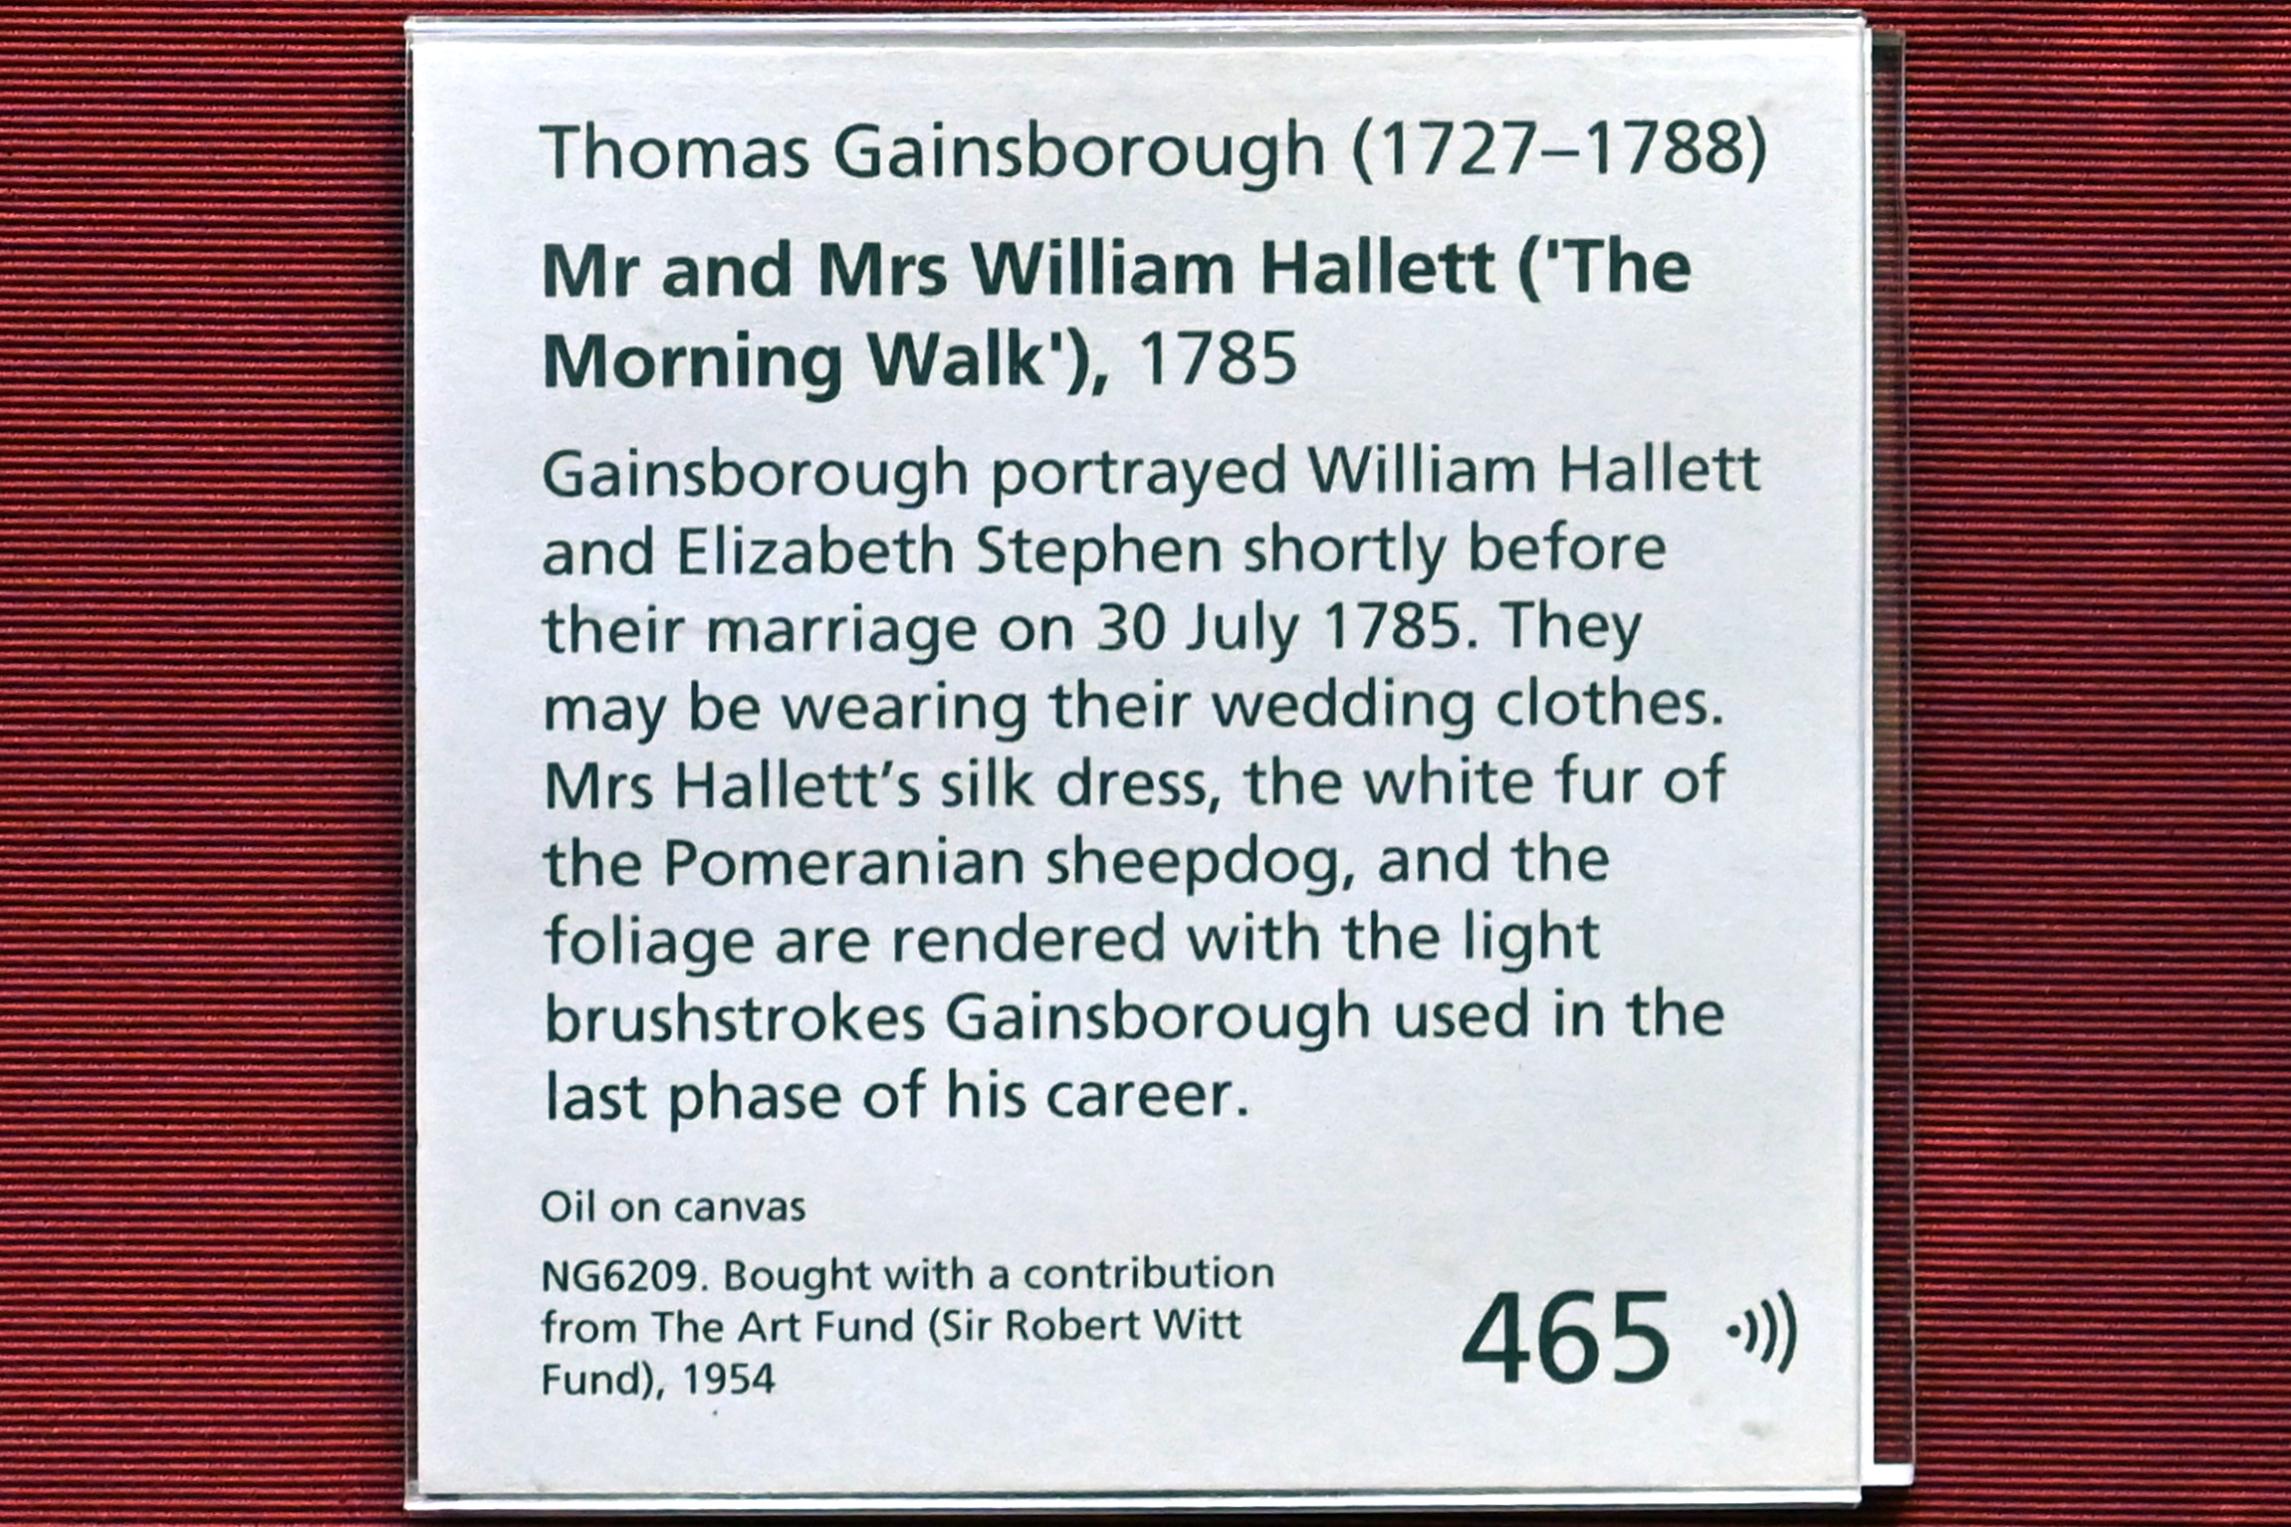 Thomas Gainsborough (1727–1788)
Mr and Mrs William Hallett ('The
Morning Walk'), 1785
Gainsborough portrayed William Hallett
and Elizabeth Stephen shortly before
their marriage on 30 July 1785. They
may be wearing their wedding clothes.
Mrs Hallett’s silk dress, the white fur of
the Pomeranian sheepdog, and the
foliage are rendered with the light
brushstrokes Gainsborough used in the
last phase of his career.
Oil on canvas
NG6209. Bought with a contribution
from The Art Fund (Sir Robert Witt
Fund), 1954
465